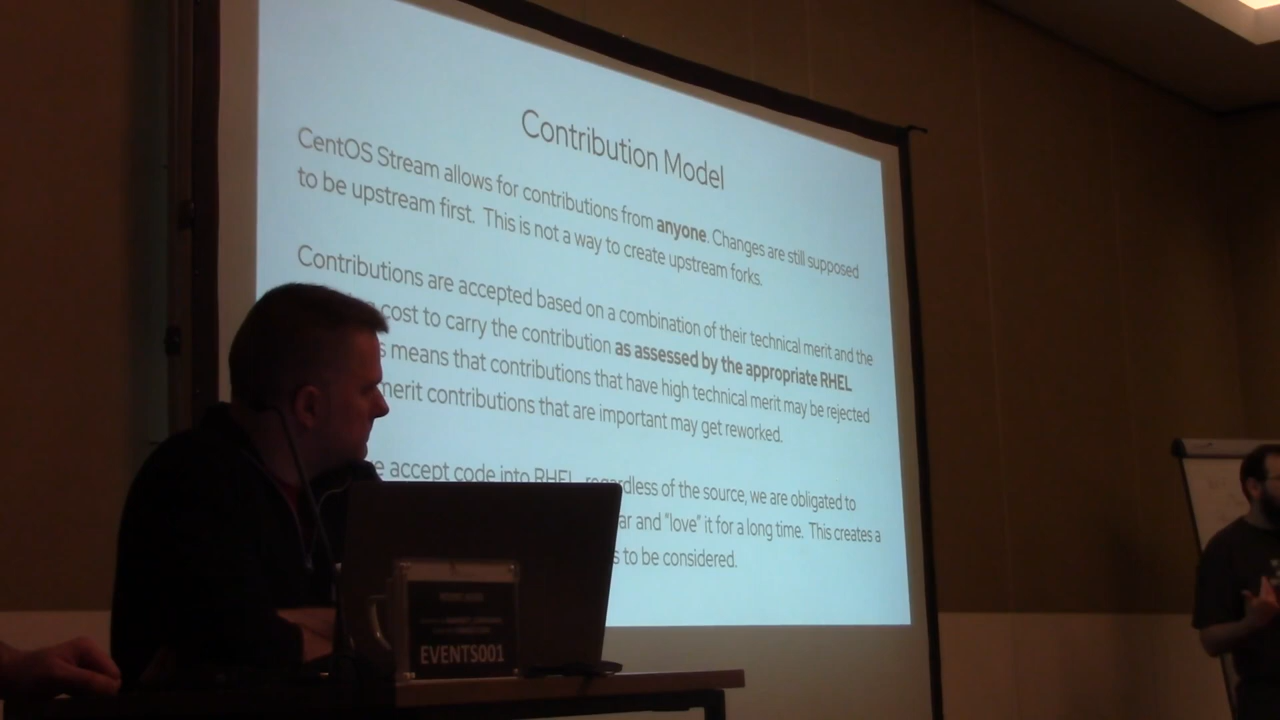 Contribution Model
CentOS Stream allows for contributions from anyone. Changes are still supposed
to be upstream first. This is not a way to create upstream forks.
Contributions are accepted based on a combination of their technical merit and the
cost to carry the contribution as assessed by the appropriate RHEL
means that contributions that have high technical merit may be rejected
merit contributions that are important may get reworked.
accept code into RHEL, regardless of the source, we are obligated to
and "love" it for a long time. This creates a
to be considered.
EVENTS001